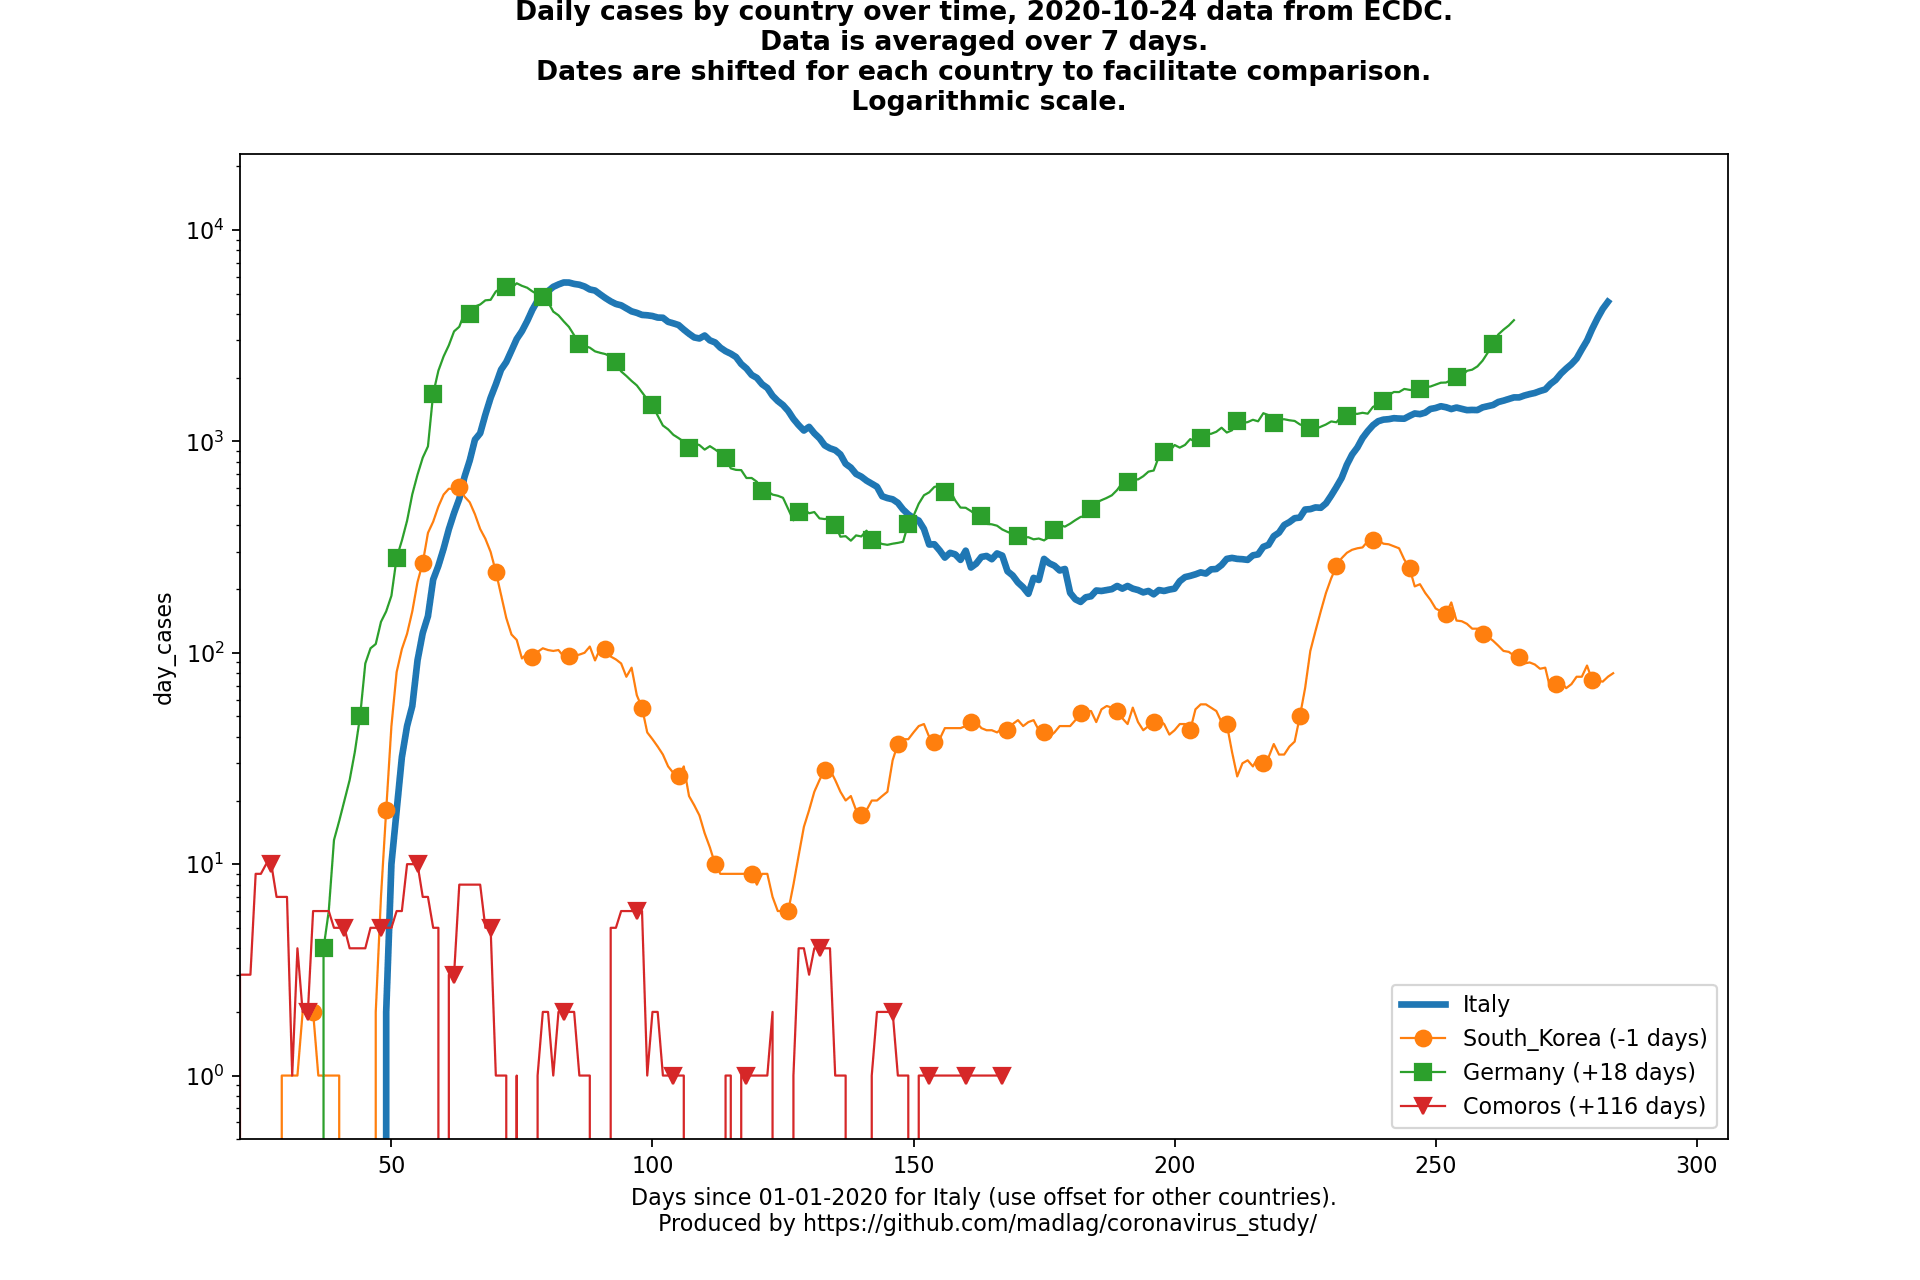 Daily cases by country over time, 2020-10-24 data from ECDC.
Data is averaged over 7 days.
Dates are shifted for each country to facilitate comparison.
Logarithmic scale.
10^4
10^3
10^2
10^1
10^0
day_cases
50 100 150 200 250 300
Italy
South_Korea (-1 days)
Germany (+18 days)
Comoros (+116 days)
Days since 01-01-2020 for Italy (use offset for other countries).
Produced by https://github.com/madlag/coronavirus_study/